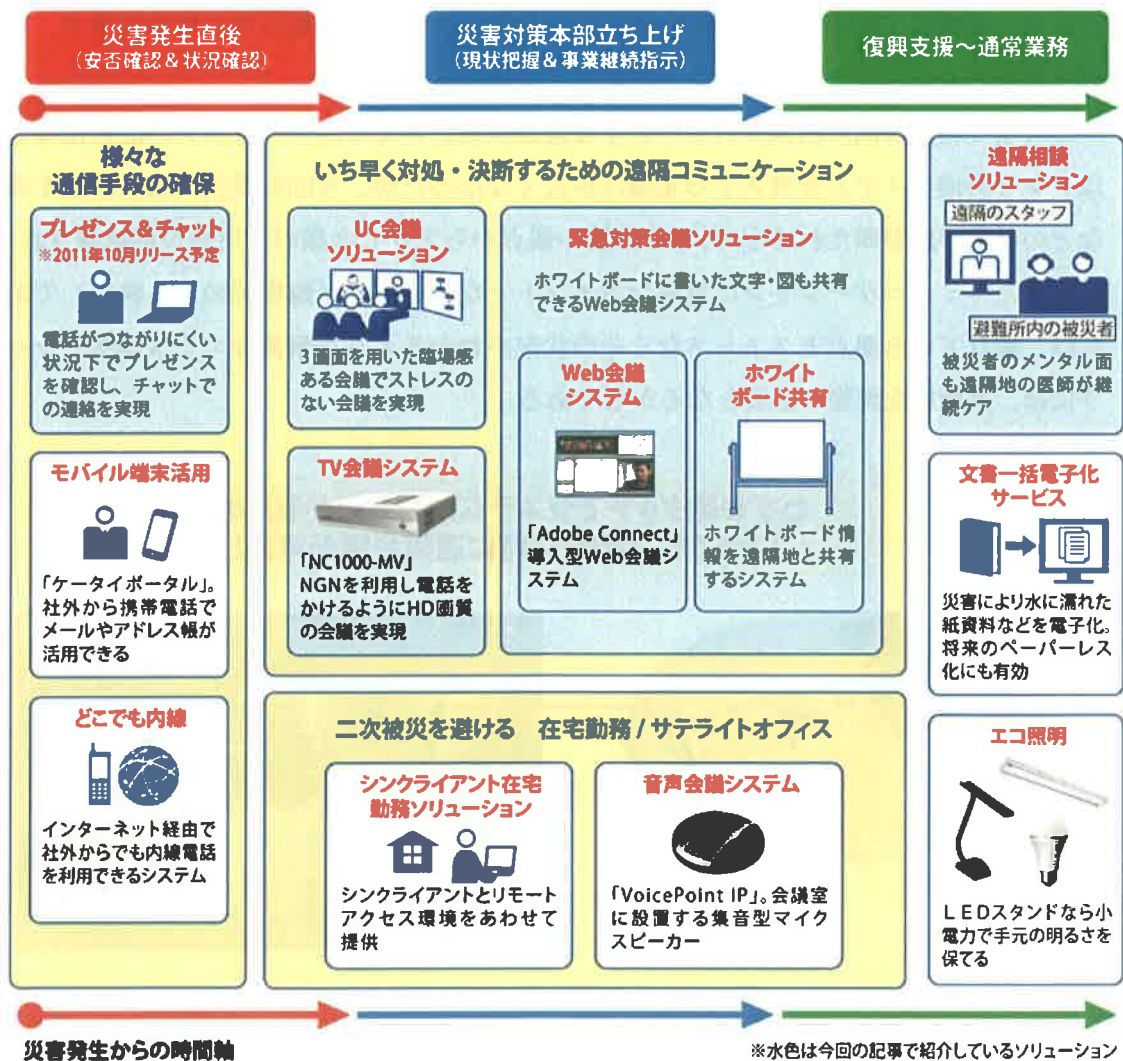 災害発生直後
（安否確認＆状況確認）
災害対策本部立ち上げ
（現状把握＆事業継続指示）
復興支援～通常業務
様々な
通信手段の確保
プレゼンス＆チャット
※2011年10月リリース予定
電話がつながりにくい
状況下でプレゼンス
を確認し、チャットで
の連絡を実現
モバイル端末活用
「ケータイポータル」。
社外から携帯電話で
メールやアドレス帳が
活用できる
どこでも内線
インターネット経由で
社外からでも内線電話
を利用できるシステム
いち早く対処・決断するための遠隔コミュニケーション
UC会議
ソリューション
3画面を用いた臨場感
ある会議でストレスの
ない会議を実現
TV会議システム
「NC1000-MV」
NGNを利用し電話を
かけるようにHD画質
の会議を実現
緊急対策会議ソリューション
ホワイトボードに書いた文字・図も共有
できるWeb会議システム
Web会議
システム
「Adobe Connect」
導入型Web会議シ
ステム
ホワイト
ボード共有
ホワイトボード情
報を遠隔地と共有
するシステム
二次被災を避ける　在宅勤務 / サテライトオフィス
シンクライアント在宅
勤務ソリューション
シンクライアントとリモート
アクセス環境をあわせて
提供
音声会議システム
「VoicePoint IP」。会議室
に設置する集音型マイク
スピーカー
遠隔相談
ソリューション
遠隔のスタッフ
避難所内の被災者
被災者のメンタル面
も遠隔地の医師が継
続ケア
文書一括電子化
サービス
災害により水に濡れた
紙資料などを電子化。
将来のペーパーレス
化にも有効
エコ照明
LEDスタンドなら小
電力で手元の明るさを
保てる
災害発生からの時間軸
※水色は今回の記事で紹介しているソリューション